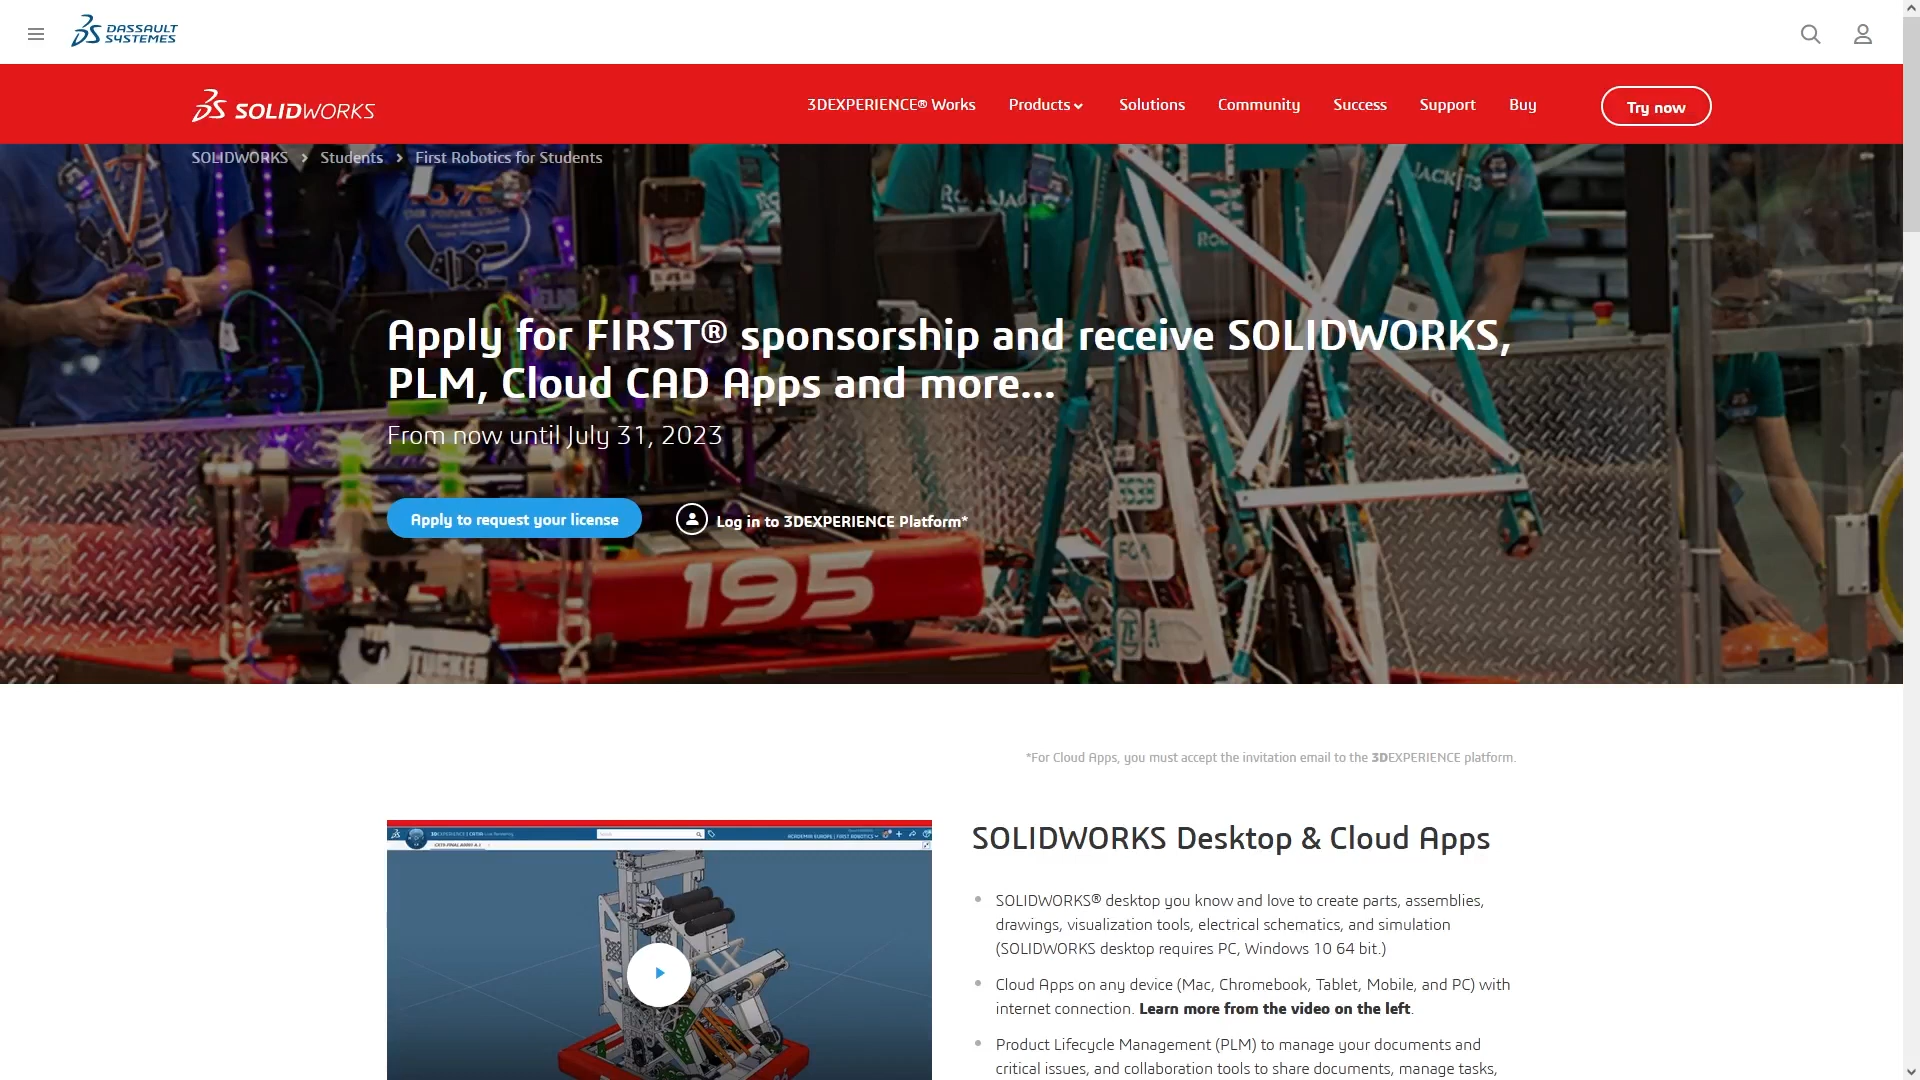 DASSAULT
SYSTEMES
SOLIDWORKS
3DEXPERIENCE® Works
Products
Solutions
Community
Success
Support
Buy
Try now
SOLIDWORKS > Students > First Robotics for Students
Apply for FIRST® sponsorship and receive SOLIDWORKS,
PLM, Cloud CAD Apps and more...
From now until July 31, 2023
Apply to request your license
Log in to 3DEXPERIENCE Platform*
195
TUCKER
*For Cloud Apps, you must accept the invitation email to the 3DEXPERIENCE platform.
SOLIDWORKS Desktop & Cloud Apps
SOLIDWORKS® desktop you know and love to create parts, assemblies,
drawings, visualization tools, electrical schematics, and simulation
(SOLIDWORKS desktop requires PC, Windows 10 64 bit.)
Cloud Apps on any device (Mac, Chromebook, Tablet, Mobile, and PC) with
internet connection. Learn more from the video on the left.
Product Lifecycle Management (PLM) to manage your documents and
critical issues, and collaboration tools to share documents, manage tasks,